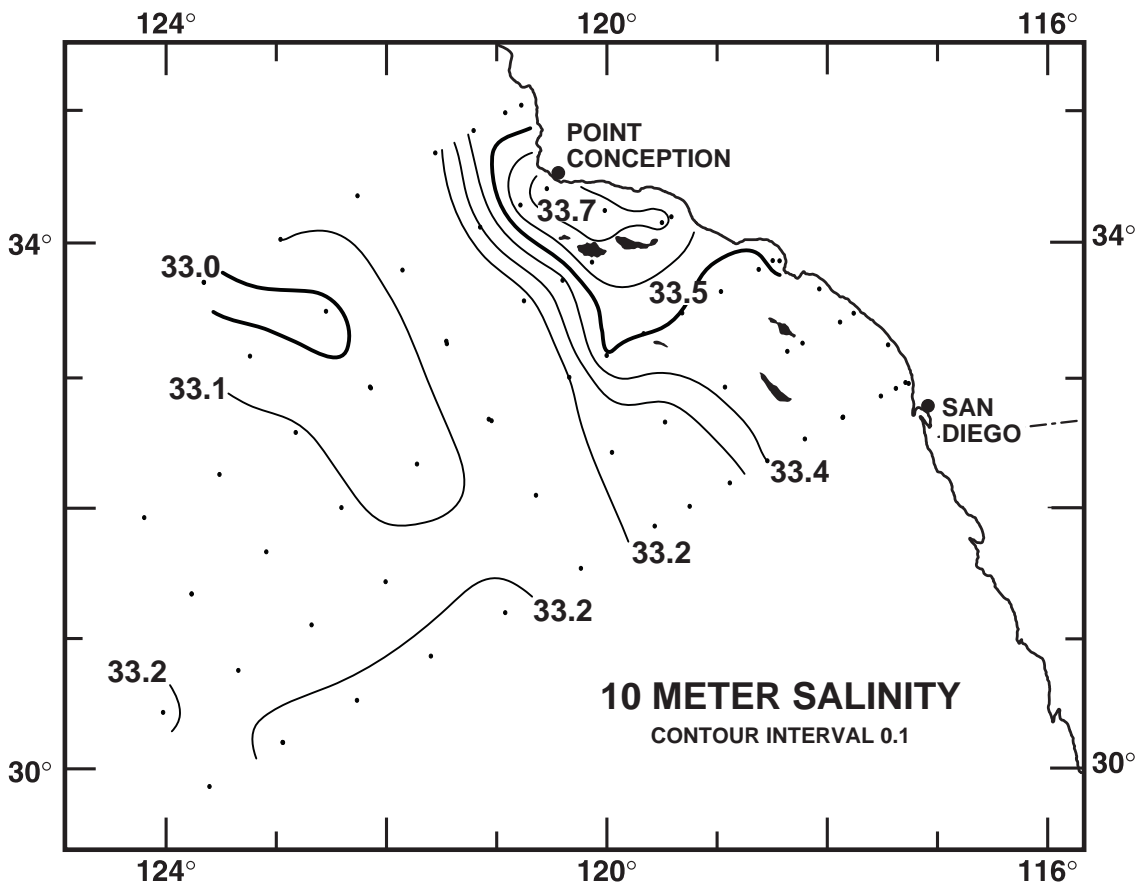 124° 120° 116°
POINT
CONCEPTION
33.7
34° 34°
33.0
33.5
33.1
SAN
DIEGO
33.4
33.2
33.2
33.2
10 METER SALINITY
CONTOUR INTERVAL 0.1
30° 30°
124° 120° 116°